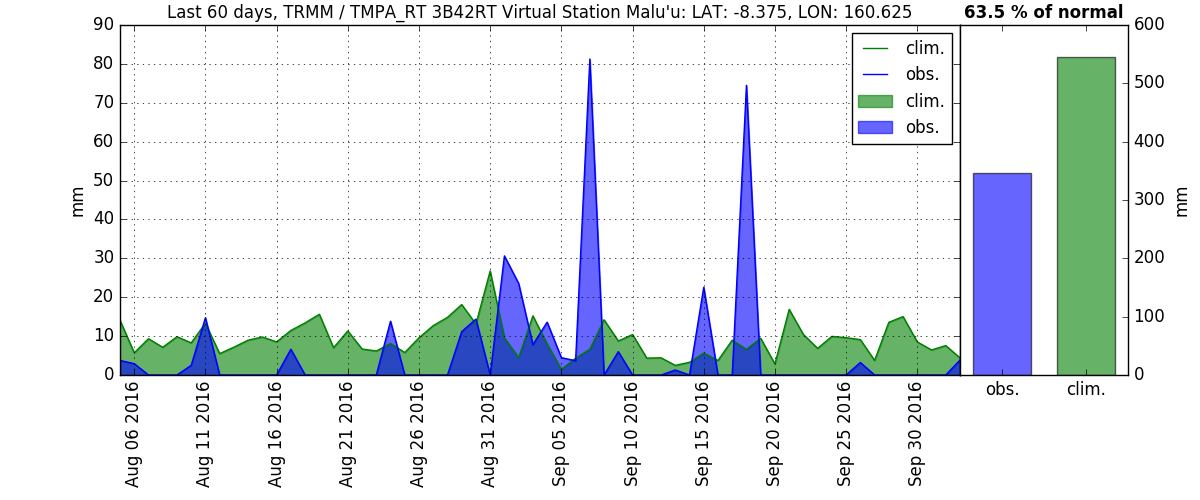 Last 60 days, TRMM / TMPA_RT 3B42RT Virtual Station Malu'u: LAT: -8.375, LON: 160.625
63.5 % of normal
90
80
70
60
50
40
30
20
10
0
mm
clim.
obs.
clim.
obs.
600
500
400
300
200
100
0
mm
obs.
clim.
Aug 06 2016
Aug 11 2016
Aug 16 2016
Aug 21 2016
Aug 26 2016
Aug 31 2016
Sep 05 2016
Sep 10 2016
Sep 15 2016
Sep 20 2016
Sep 25 2016
Sep 30 2016